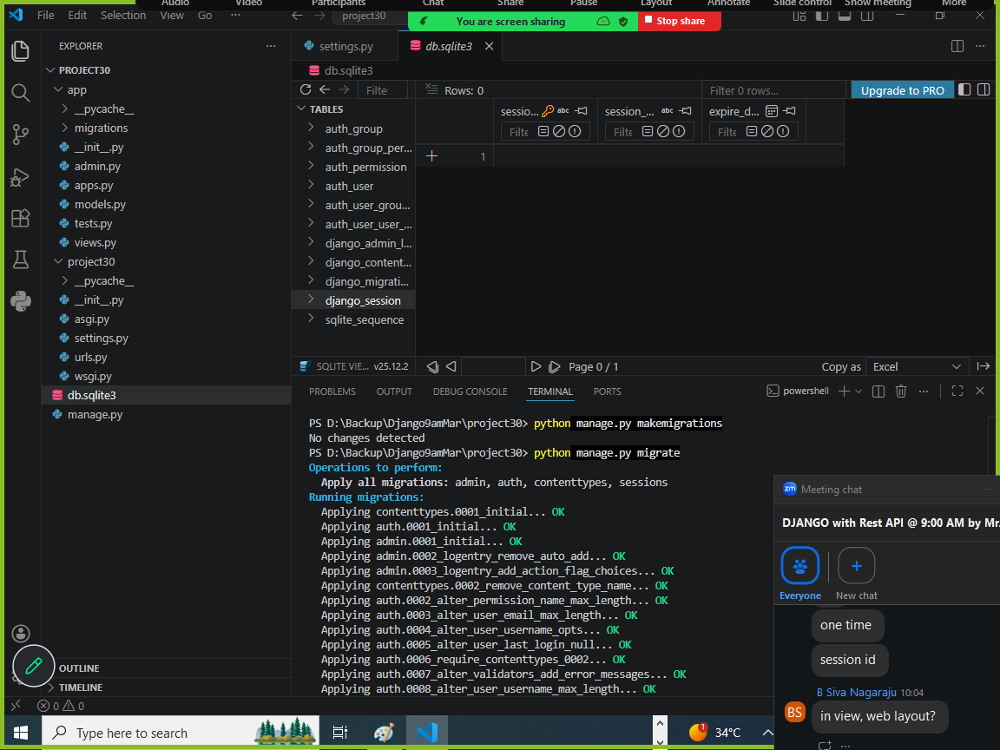 Audio Video Participants Chat Share Pause Layout Annotate Slide control Show meeting More
File Edit Selection View Go ··· project30
You are screen sharing Stop share
EXPLORER
PROJECT30
app
__pycache__
migrations
__init__.py
admin.py
apps.py
models.py
tests.py
views.py
project30
__pycache__
__init__.py
asgi.py
settings.py
urls.py
wsgi.py
db.sqlite3
manage.py
OUTLINE
TIMELINE
settings.py db.sqlite3
db.sqlite3
Filte Rows: 0 Filter 0 rows... Upgrade to PRO
TABLES
auth_group
auth_group_per...
auth_permission
auth_user
auth_user_grou...
auth_user_user_...
django_admin_l...
django_content...
django_migrati...
django_session
sqlite_sequence
sessio... abc session_... abc expire_d...
Filte Filte Filte
1
SQLITE VIE... v25.12.2 Page 0 / 1 Copy as Excel
PROBLEMS OUTPUT DEBUG CONSOLE TERMINAL PORTS powershell
PS D:\Backup\Django9amMar\project30> python manage.py makemigrations
No changes detected
PS D:\Backup\Django9amMar\project30> python manage.py migrate
Operations to perform:
Apply all migrations: admin, auth, contenttypes, sessions
Running migrations:
Applying contenttypes.0001_initial... OK
Applying auth.0001_initial... OK
Applying admin.0001_initial... OK
Applying admin.0002_logentry_remove_auto_add... OK
Applying admin.0003_logentry_add_action_flag_choices... OK
Applying contenttypes.0002_remove_content_type_name... OK
Applying auth.0002_alter_permission_name_max_length... OK
Applying auth.0003_alter_user_email_max_length... OK
Applying auth.0004_alter_user_username_opts... OK
Applying auth.0005_alter_user_last_login_null... OK
Applying auth.0006_require_contenttypes_0002... OK
Applying auth.0007_alter_validators_add_error_messages... OK
Applying auth.0008_alter_user_username_max_length... OK
zm Meeting chat
DJANGO with Rest API @ 9:00 AM by Mr.
Everyone New chat
one time
session id
B Siva Nagaraju 10:04
BS in view, web layout?
0 0
Type here to search
1 34°C